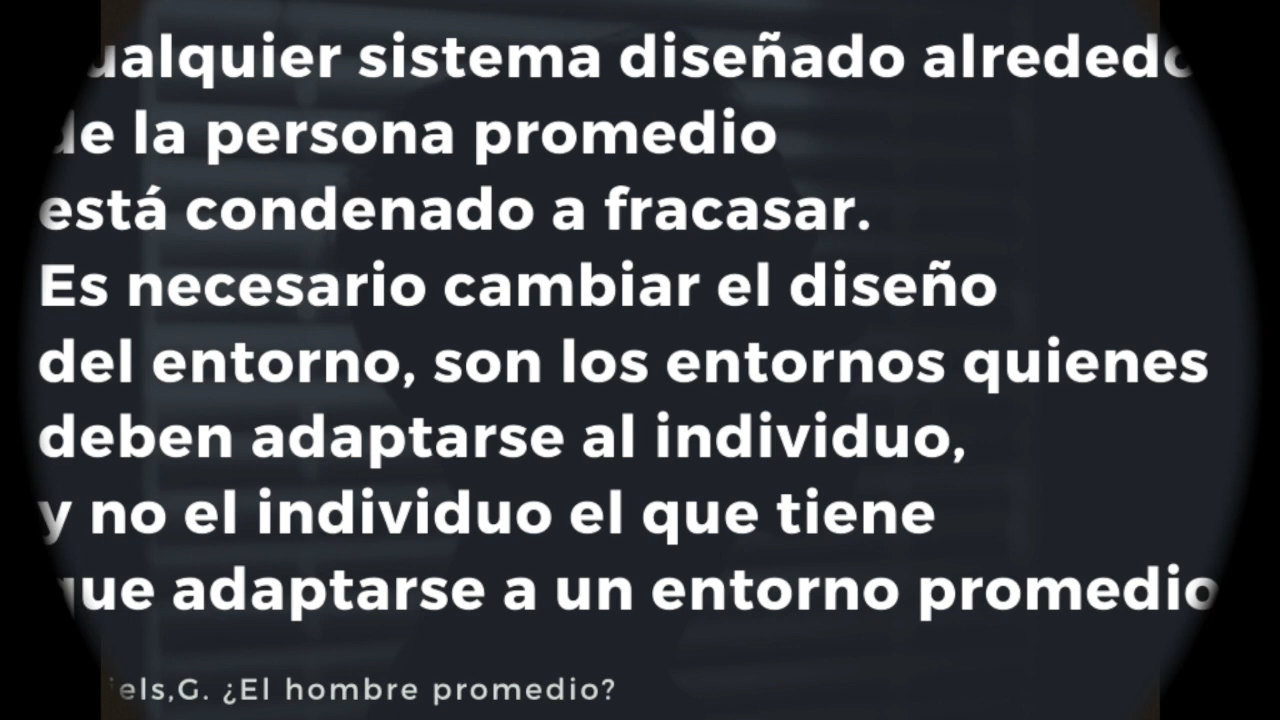 ualquier sistema diseñado alrededo
de la persona promedio
está condenado a fracasar.
Es necesario cambiar el diseño
del entorno, son los entornos quienes
deben adaptarse al individuo,
y no el individuo el que tiene
que adaptarse a un entorno promedio
iels,G. ¿El hombre promedio?